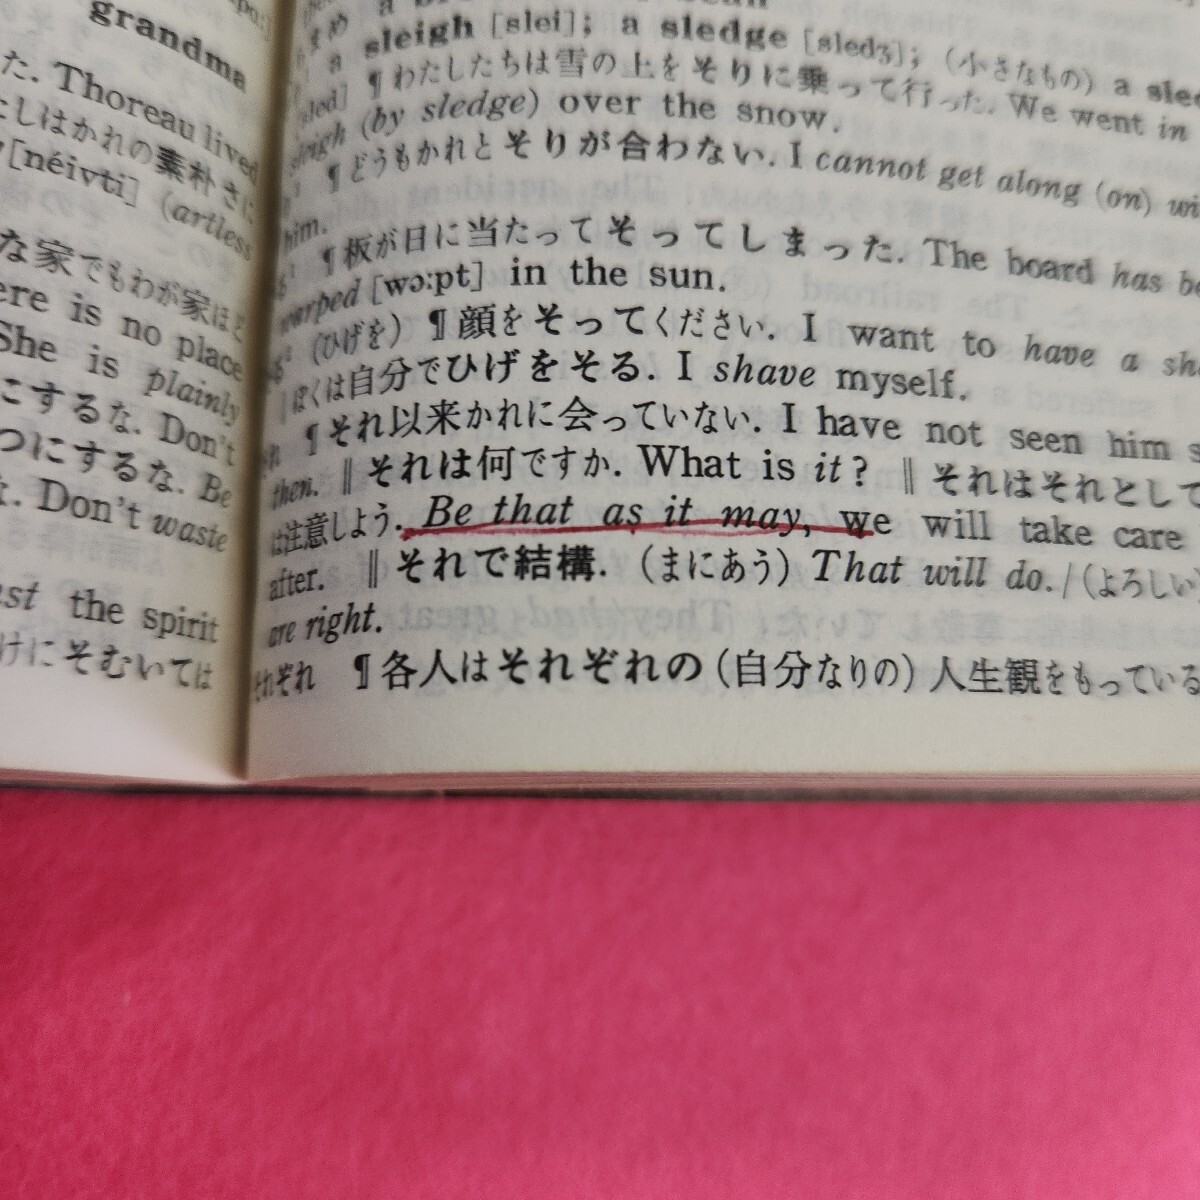 grandma
た. Thoreau lived
たしはかれの素朴さに
[néivti] (artless
な家でもわが家ほど
ere is no place
She is plainly
にするな. Don't
つにするな. Be
な. Don't waste
the spirit
けにそむいては
a sleigh [slei]; a sledge [sledʒ]; (小さなもの) a sled
[sled] ¶わたしたちは雪の上をそりに乗って行った. We went in
sleigh (by sledge) over the snow.
¶どうもかれとそりが合わない. I cannot get along (on) wi
him.
¶板が日に当たってそってしまった. The board has be
warped [wɔ:pt] in the sun.
(ひげを) ¶顔をそってください. I want to have a sha
‖ぼくは自分でひげをそる. I shave myself.
¶それ以来かれに会っていない. I have not seen him s
then. ‖それは何ですか. What is it? ‖それはそれとして
は注意しよう. Be that as it may, we will take care
after. ‖それで結構. (まにあう) That will do. / (よろしい)
are right.
それぞれ ¶各人はそれぞれの (自分なりの) 人生観をもっている